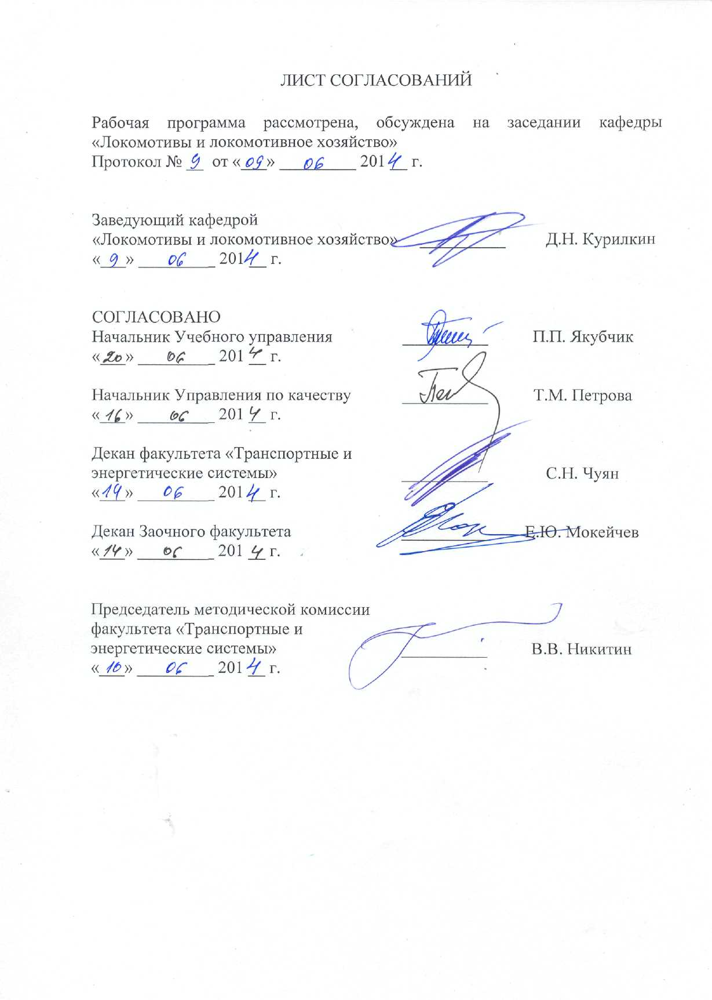 ЛИСТ СОГЛАСОВАНИЙ
Рабочая программа рассмотрена, обсуждена на заседании кафедры
«Локомотивы и локомотивное хозяйство»
Протокол № 9 от «09» 06 2014 г.
Заведующий кафедрой
«Локомотивы и локомотивное хозяйство» Д.Н. Курилкин
«9» 06 2014 г.
СОГЛАСОВАНО
Начальник Учебного управления П.П. Якубчик
«20» 06 2014 г.
Начальник Управления по качеству Т.М. Петрова
«16» 06 2014 г.
Декан факультета «Транспортные и
энергетические системы» С.Н. Чуян
«14» 06 2014 г.
Декан Заочного факультета Е.Ю. Мокейчев
«14» 06 2014 г.
Председатель методической комиссии
факультета «Транспортные и
энергетические системы» В.В. Никитин
«10» 06 2014 г.